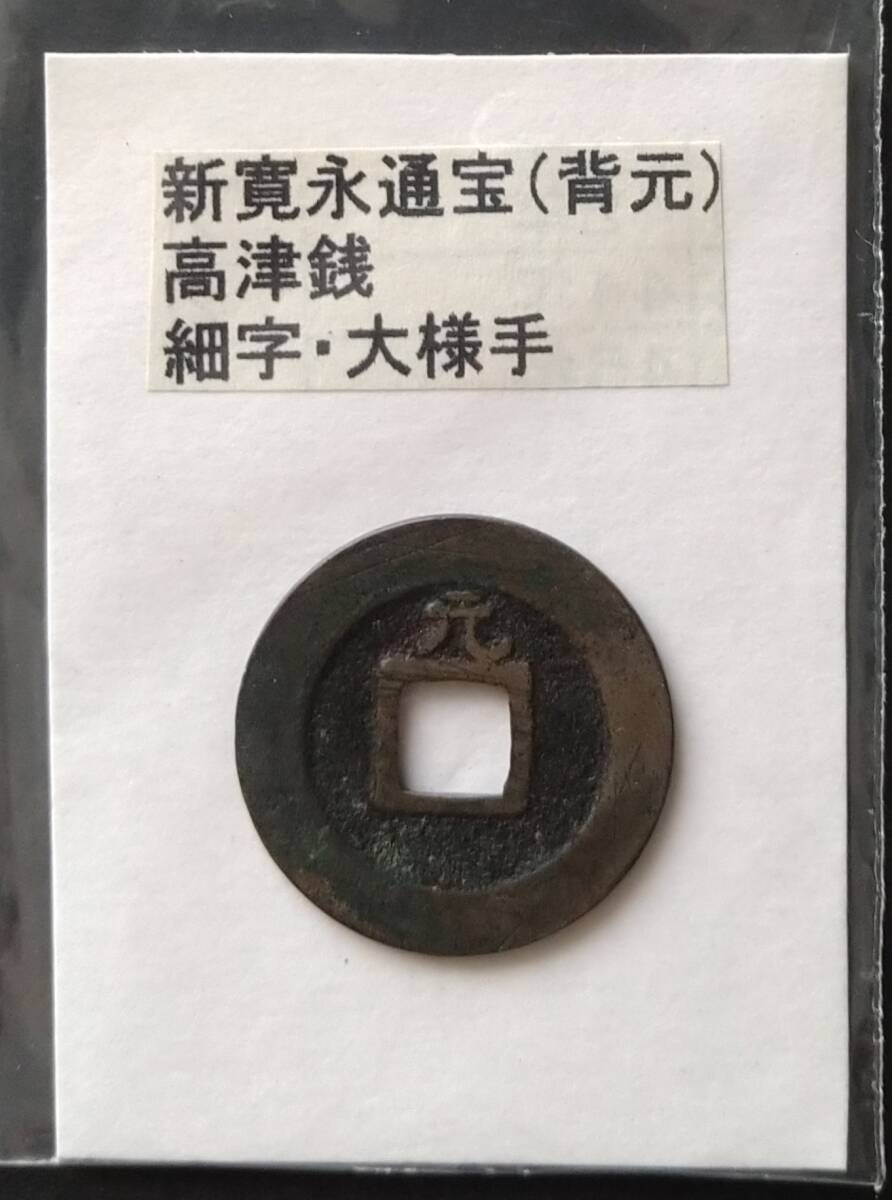 新寛永通宝(背元)
高津銭
細字・大様手
元